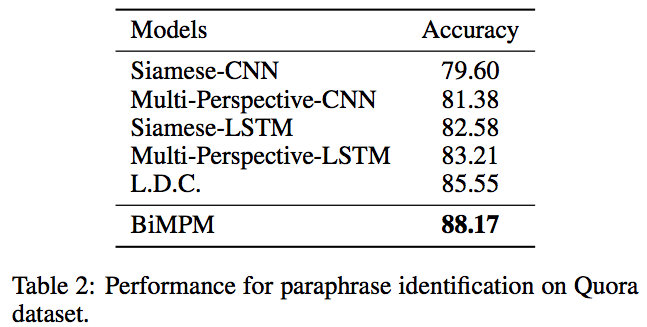 Models Accuracy
Siamese-CNN 79.60
Multi-Perspective-CNN 81.38
Siamese-LSTM 82.58
Multi-Perspective-LSTM 83.21
L.D.C. 85.55
BiMPM 88.17
Table 2: Performance for paraphrase identification on Quora
dataset.